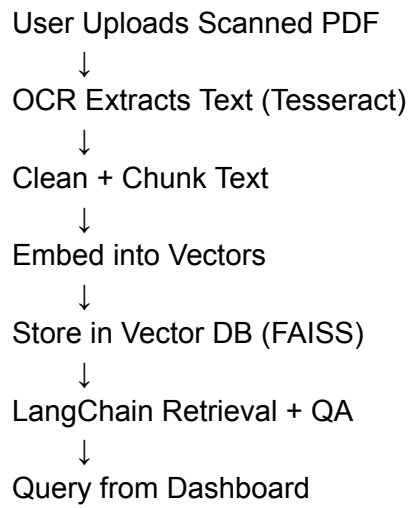 User Uploads Scanned PDF
↓
OCR Extracts Text (Tesseract)
↓
Clean + Chunk Text
↓
Embed into Vectors
↓
Store in Vector DB (FAISS)
↓
LangChain Retrieval + QA
↓
Query from Dashboard